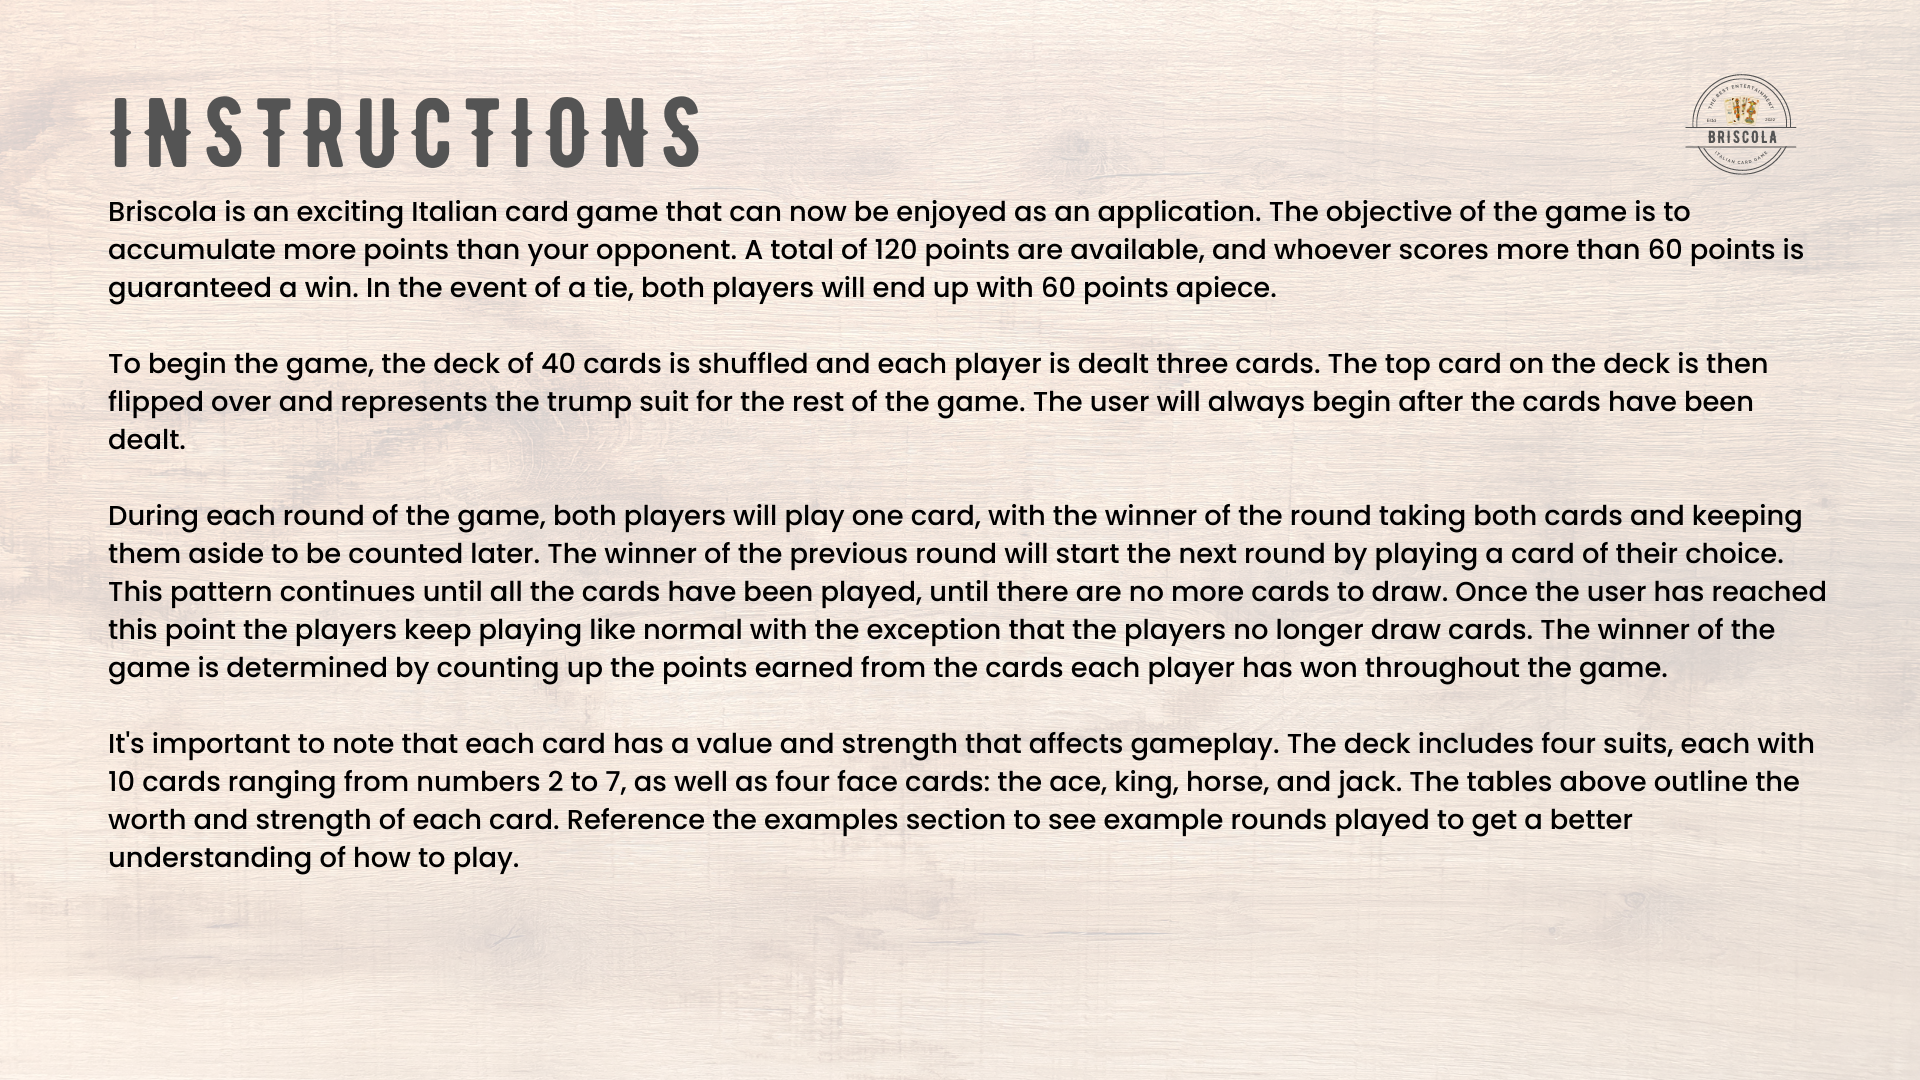 INSTRUCTIONS
THE BEST ENTERTAINMENT
Estd 2022
BRISCOLA
ITALIAN CARD GAME
Briscola is an exciting Italian card game that can now be enjoyed as an application. The objective of the game is to
accumulate more points than your opponent. A total of 120 points are available, and whoever scores more than 60 points is
guaranteed a win. In the event of a tie, both players will end up with 60 points apiece.
To begin the game, the deck of 40 cards is shuffled and each player is dealt three cards. The top card on the deck is then
flipped over and represents the trump suit for the rest of the game. The user will always begin after the cards have been
dealt.
During each round of the game, both players will play one card, with the winner of the round taking both cards and keeping
them aside to be counted later. The winner of the previous round will start the next round by playing a card of their choice.
This pattern continues until all the cards have been played, until there are no more cards to draw. Once the user has reached
this point the players keep playing like normal with the exception that the players no longer draw cards. The winner of the
game is determined by counting up the points earned from the cards each player has won throughout the game.
It's important to note that each card has a value and strength that affects gameplay. The deck includes four suits, each with
10 cards ranging from numbers 2 to 7, as well as four face cards: the ace, king, horse, and jack. The tables above outline the
worth and strength of each card. Reference the examples section to see example rounds played to get a better
understanding of how to play.